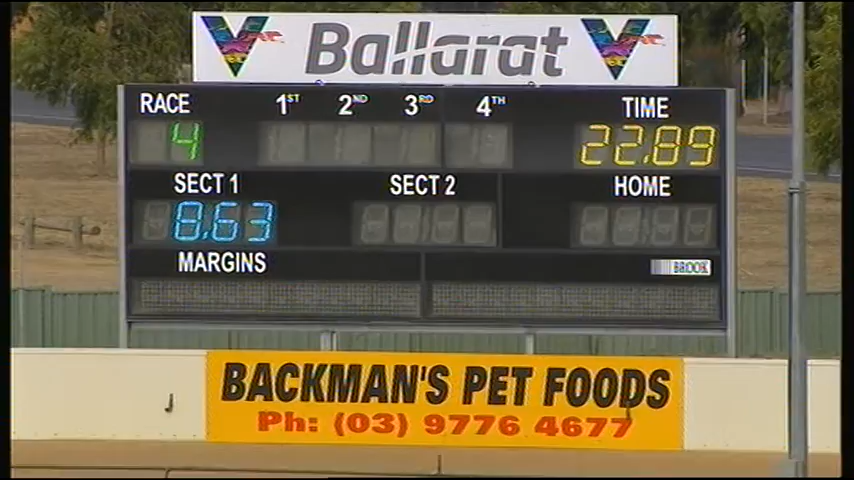 Ballarat
RACE 1ST 2ND 3RD 4TH TIME
4 22.89
SECT 1 SECT 2 HOME
8.63
MARGINS BROOK
BACKMAN'S PET FOODS
Ph: (03) 9776 4677